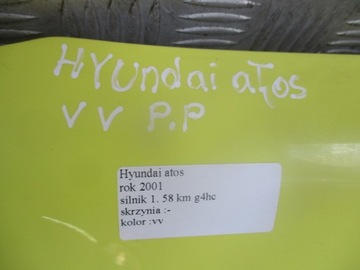 HYUndai atos
VV P.P
Hyundai atos
rok 2001
silnik 1. 58 km g4hc
skrzynia :-
kolor :vv